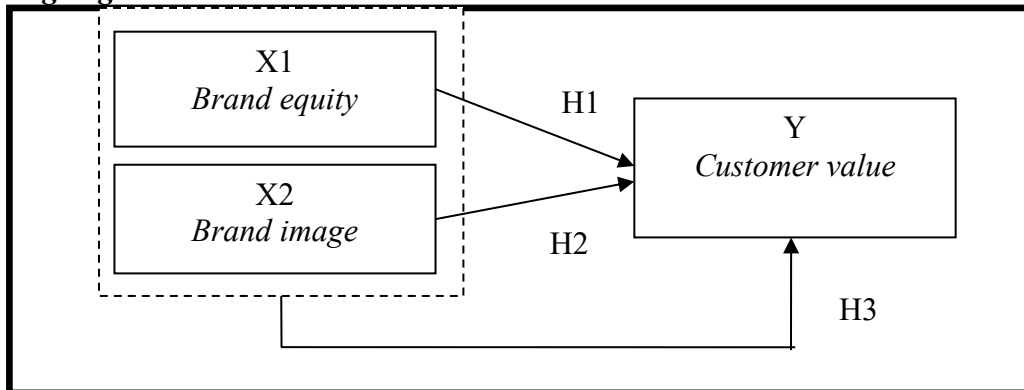 X1
Brand equity
H1
Y
Customer value
X2
Brand image
H2
H3